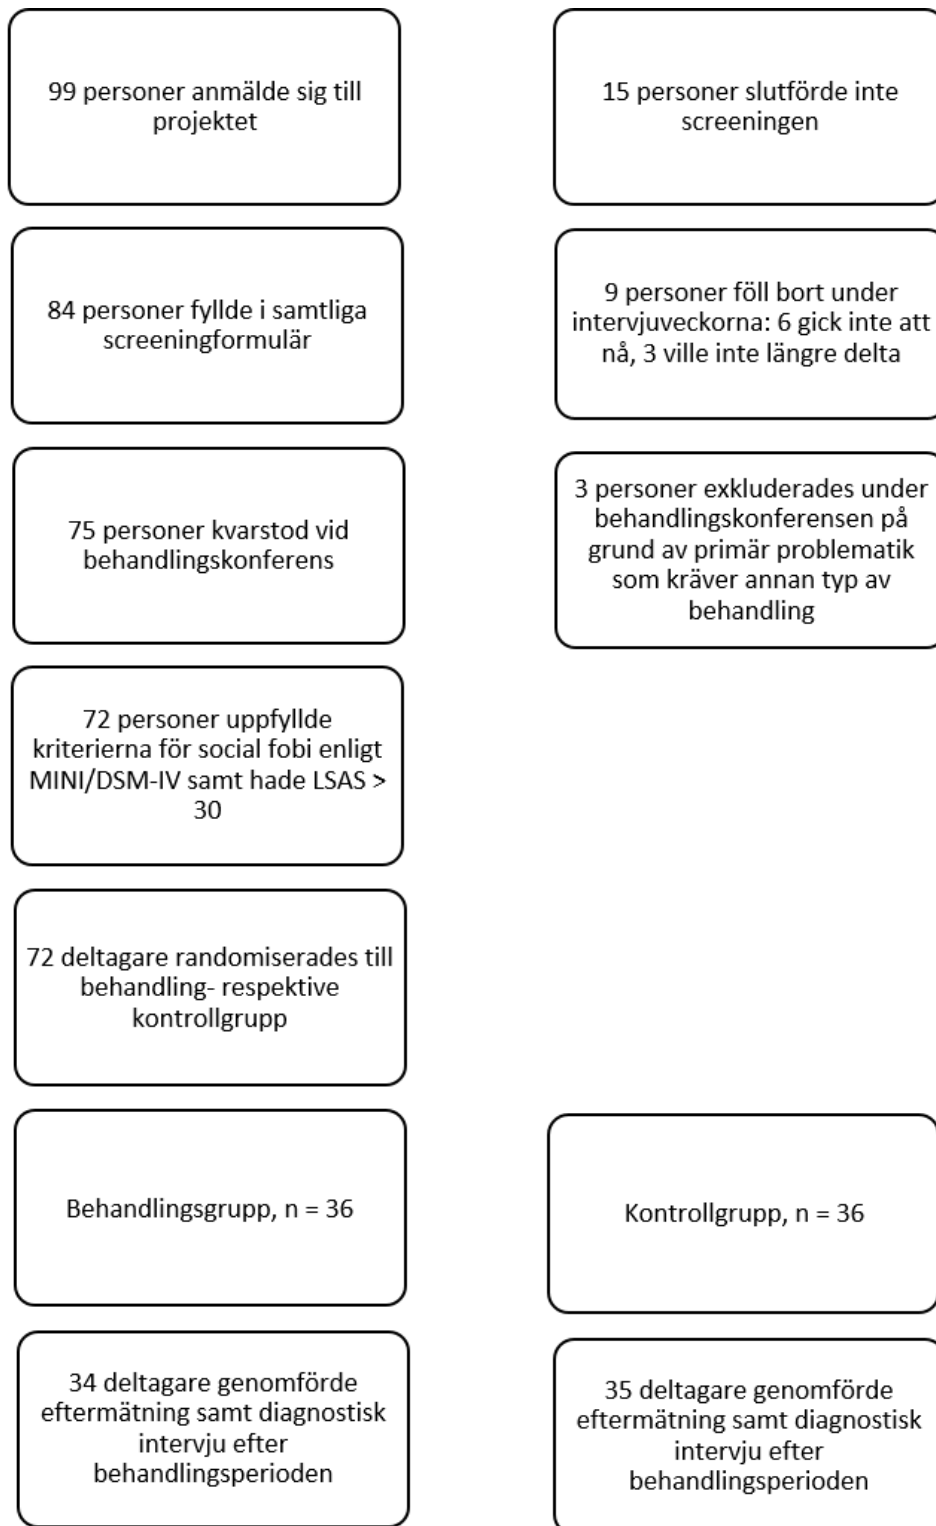 99 personer anmälde sig till
projektet
15 personer slutförde inte
screeningen
84 personer fyllde i samtliga
screeningformulär
9 personer föll bort under
intervjuveckorna: 6 gick inte att
nå, 3 ville inte längre delta
75 personer kvarstod vid
behandlingskonferens
3 personer exkluderades under
behandlingskonferensen på
grund av primär problematik
som kräver annan typ av
behandling
72 personer uppfyllde
kriterierna för social fobi enligt
MINI/DSM-IV samt hade LSAS >
30
72 deltagare randomiserades till
behandling- respektive
kontrollgrupp
Behandlingsgrupp, n = 36
Kontrollgrupp, n = 36
34 deltagare genomförde
eftermätning samt diagnostisk
intervju efter
behandlingsperioden
35 deltagare genomförde
eftermätning samt diagnostisk
intervju efter
behandlingsperioden